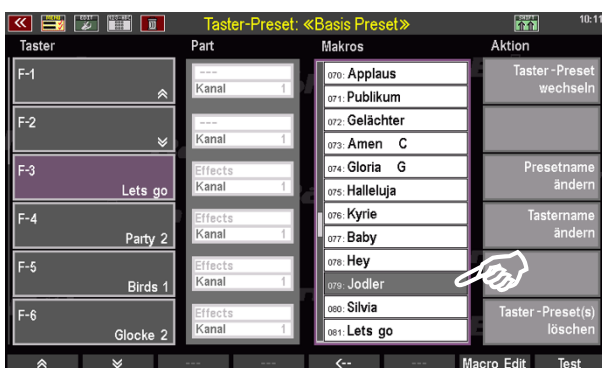 Taster-Preset: «Basis Preset»
10:11
Taster Part Makros Aktion
F-1
---
Kanal 1
F-2
---
Kanal 1
F-3
Lets go
Effects
Kanal 1
F-4
Party 2
Effects
Kanal 1
F-5
Birds 1
Effects
Kanal 1
F-6
Glocke 2
Effects
Kanal 1
070: Applaus
071: Publikum
072: Gelächter
073: Amen C
074: Gloria G
075: Halleluja
076: Kyrie
077: Baby
078: Hey
079: Jodler
080: Silvia
081: Lets go
Taster-Preset
wechseln
Presetname
ändern
Tastername
ändern
Taster-Preset(s)
löschen
--- --- <-- --- Macro Edit Test